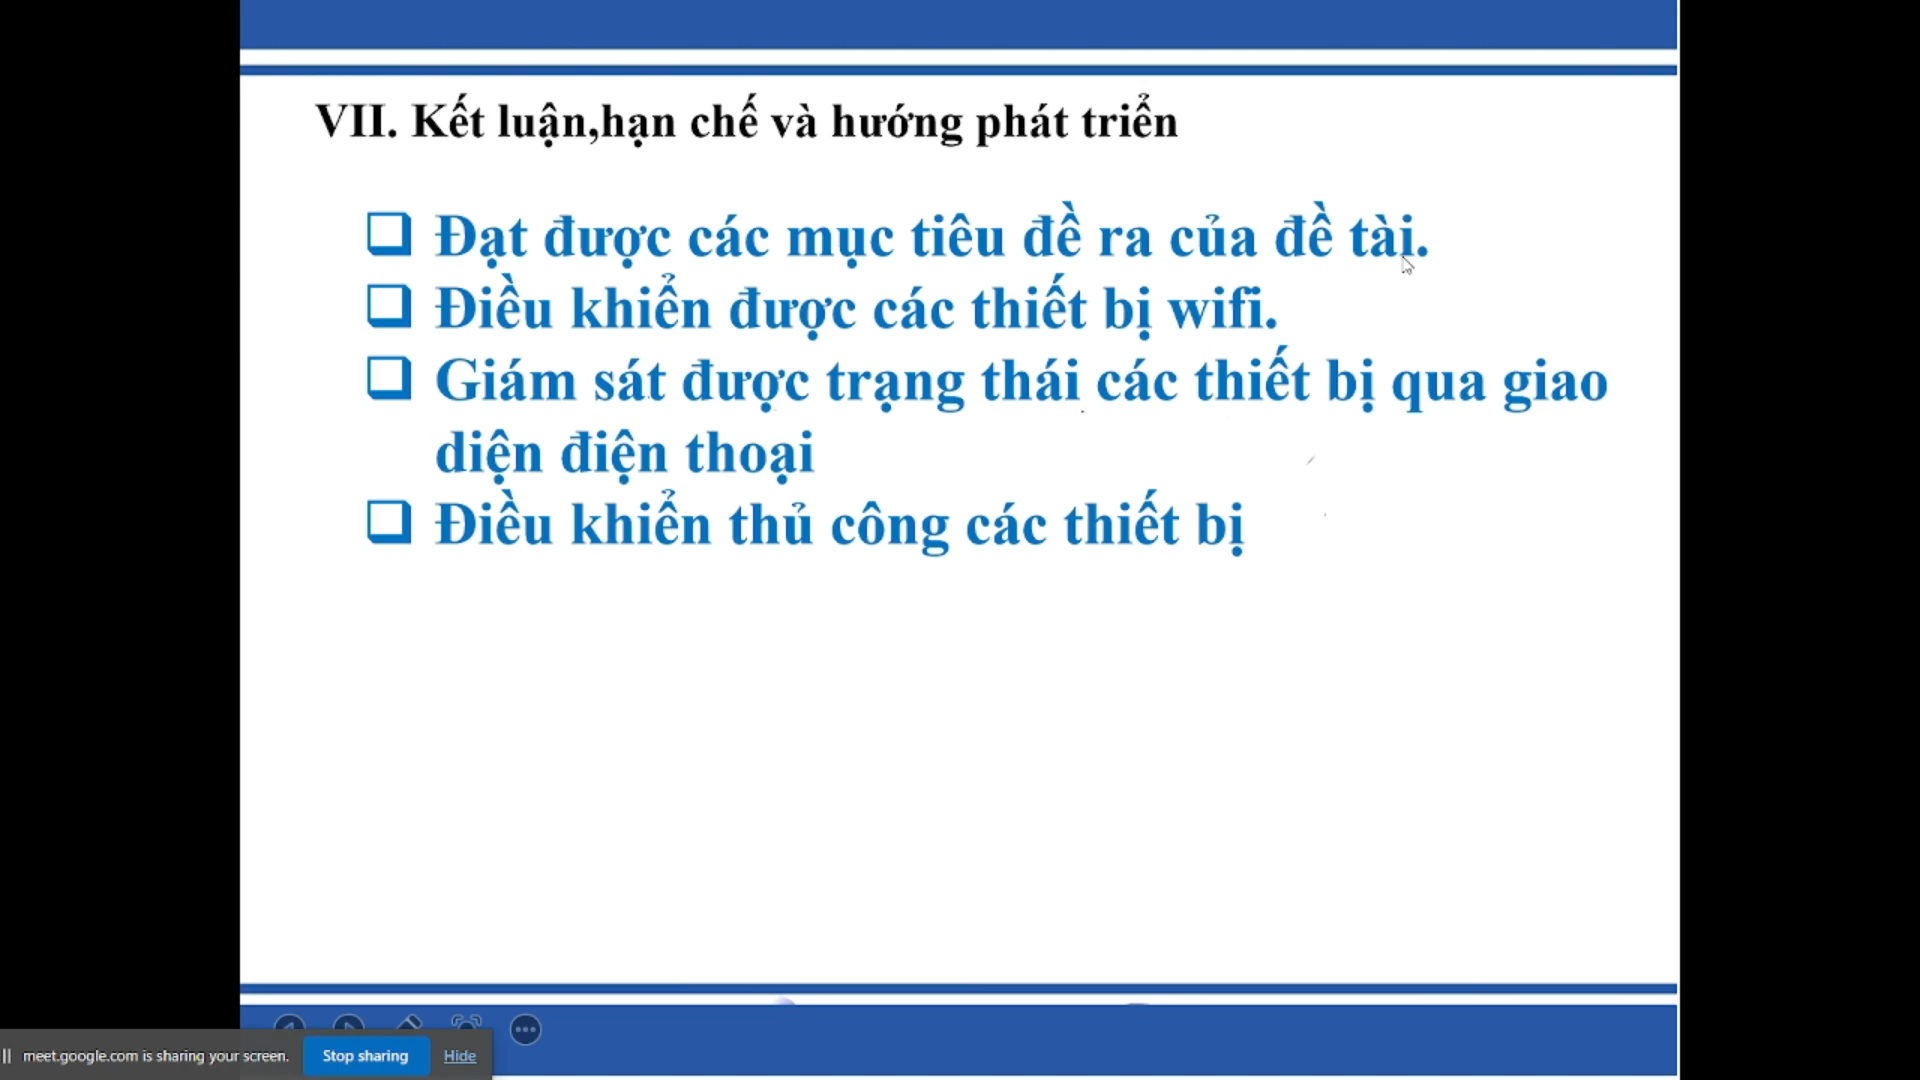 VII. Kết luận,hạn chế và hướng phát triển
Đạt được các mục tiêu đề ra của đề tài.
Điều khiển được các thiết bị wifi.
Giám sát được trạng thái các thiết bị qua giao
diện điện thoại
Điều khiển thủ công các thiết bị
meet.google.com is sharing your screen. Stop sharing Hide